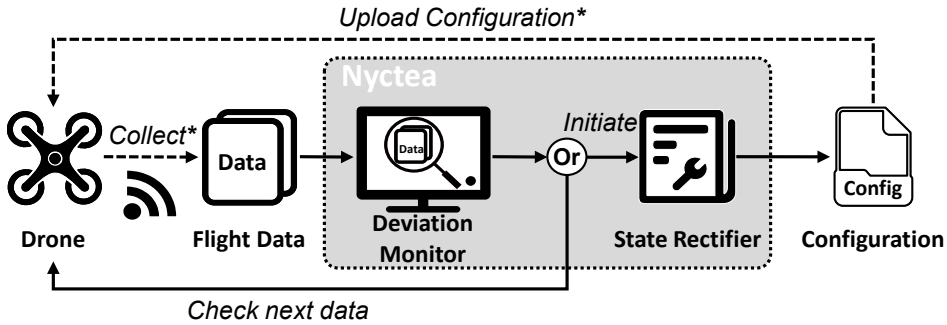 Upload Configuration*
Nyctea
Collect*
Initiate
Data
Data
Or
Config
Drone
Flight Data
Deviation
Monitor
State Rectifier
Configuration
Check next data